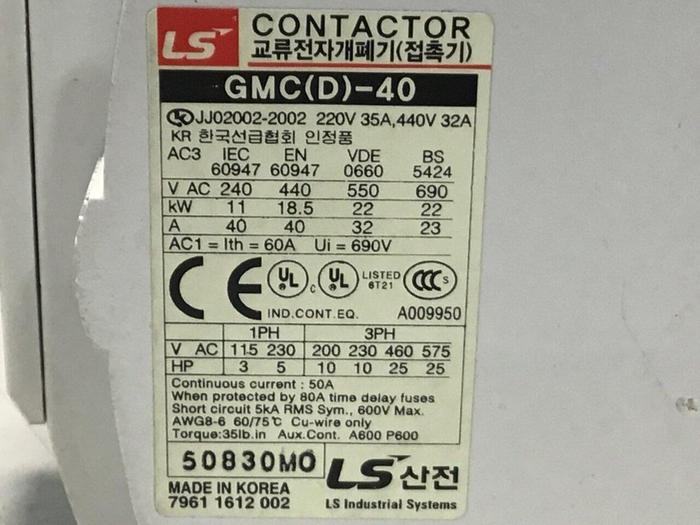 LS CONTACTOR
교류전자개폐기(접촉기)
GMC(D)-40
JJ02002-2002 220V 35A,440V 32A
KR 한국선급협회 인정품
AC3 IEC EN VDE BS
60947 60947 0660 5424
V AC 240 440 550 690
kW 11 18.5 22 22
A 40 40 32 23
AC1 = Ith = 60A Ui = 690V
CE UL c UL LISTED 6T21 CCC S
IND.CONT.EQ. A009950
1PH 3PH
V AC 115 230 200 230 460 575
HP 3 5 10 10 25 25
Continuous current : 50A
When protected by 80A time delay fuses
Short circuit 5kA RMS Sym., 600V Max.
AWG8-6 60/75℃ Cu-wire only
Torque:35lb.in Aux.Cont. A600 P600
50830MO LS 산전
MADE IN KOREA LS Industrial Systems
7961 1612 002